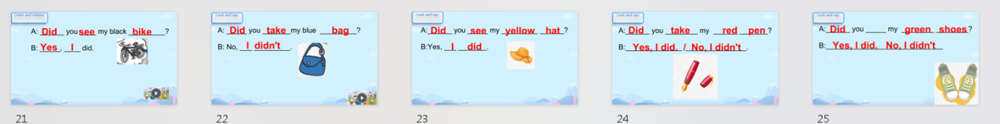 Listen and imitate:
A: Did you see my black bike ?
B: Yes , I did.
21
Look and say:
A: Did you take my blue bag ?
B: No, I didn't .
22
Look and say:
A: Did you see my yellow hat ?
B:Yes, I did .
23
Look and say:
A: Did you take my red pen ?
B: Yes, I did. / No, I didn't .
24
Look and say:
A: Did you _____ my green shoes ?
B: Yes, I did. No, I didn't
25